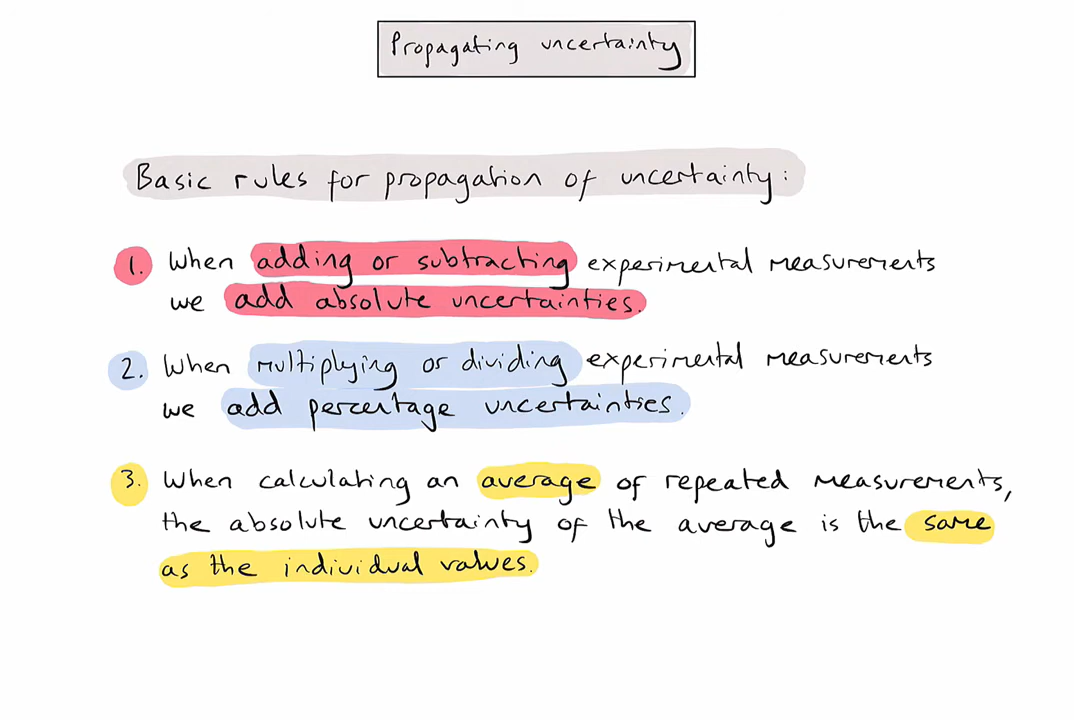 Propagating uncertainty
Basic rules for propagation of uncertainty:
1. When adding or subtracting experimental measurements
we add absolute uncertainties.
2. When multiplying or dividing experimental measurements
we add percentage uncertainties.
3. When calculating an average of repeated measurements,
the absolute uncertainty of the average is the same
as the individual values.